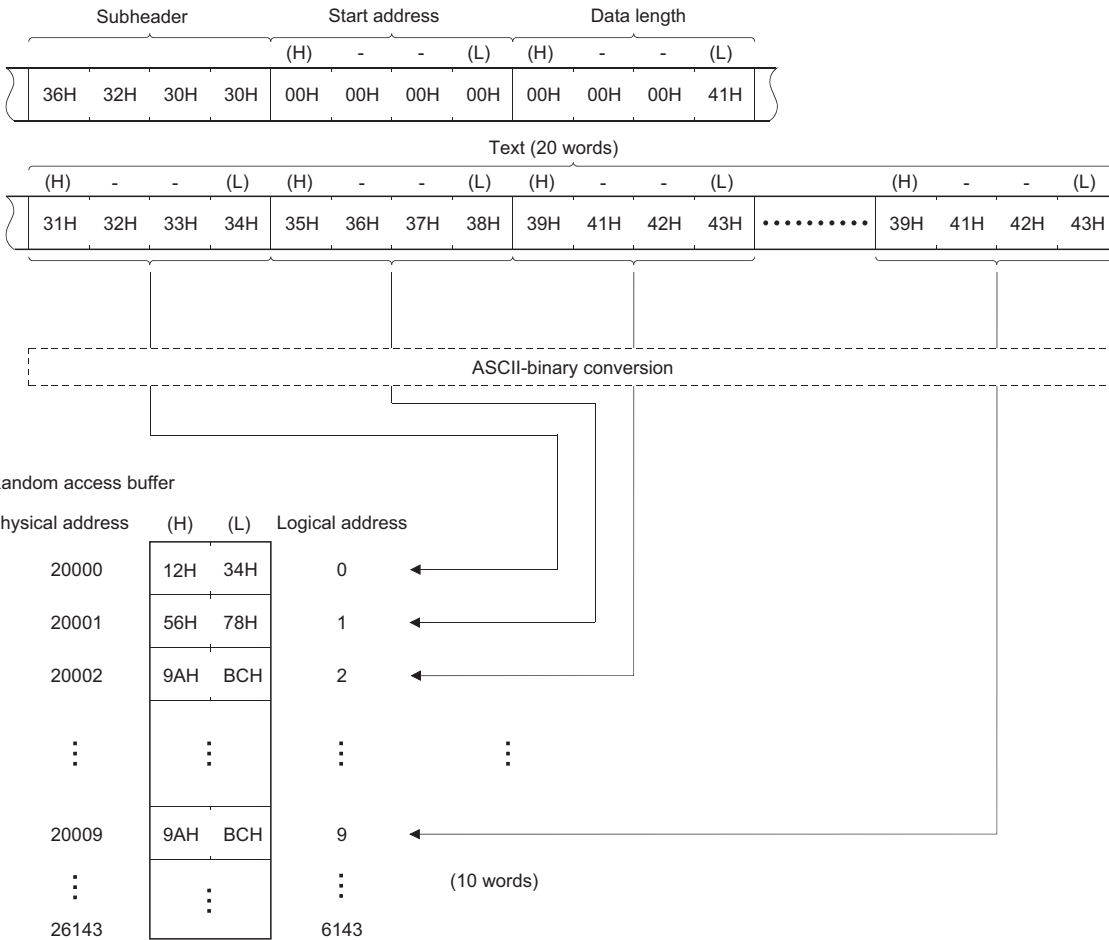 Subheader Start address Data length
(H) - - (L) (H) - - (L)
36H 32H 30H 30H 00H 00H 00H 00H 00H 00H 00H 41H
Text (20 words)
(H) - - (L) (H) - - (L) (H) - - (L) (H) - - (L)
31H 32H 33H 34H 35H 36H 37H 38H 39H 41H 42H 43H •••••••••• 39H 41H 42H 43H
ASCII-binary conversion
andom access buffer
hysical address (H) (L) Logical address
20000 12H 34H 0
20001 56H 78H 1
20002 9AH BCH 2
20009 9AH BCH 9
(10 words)
26143 6143